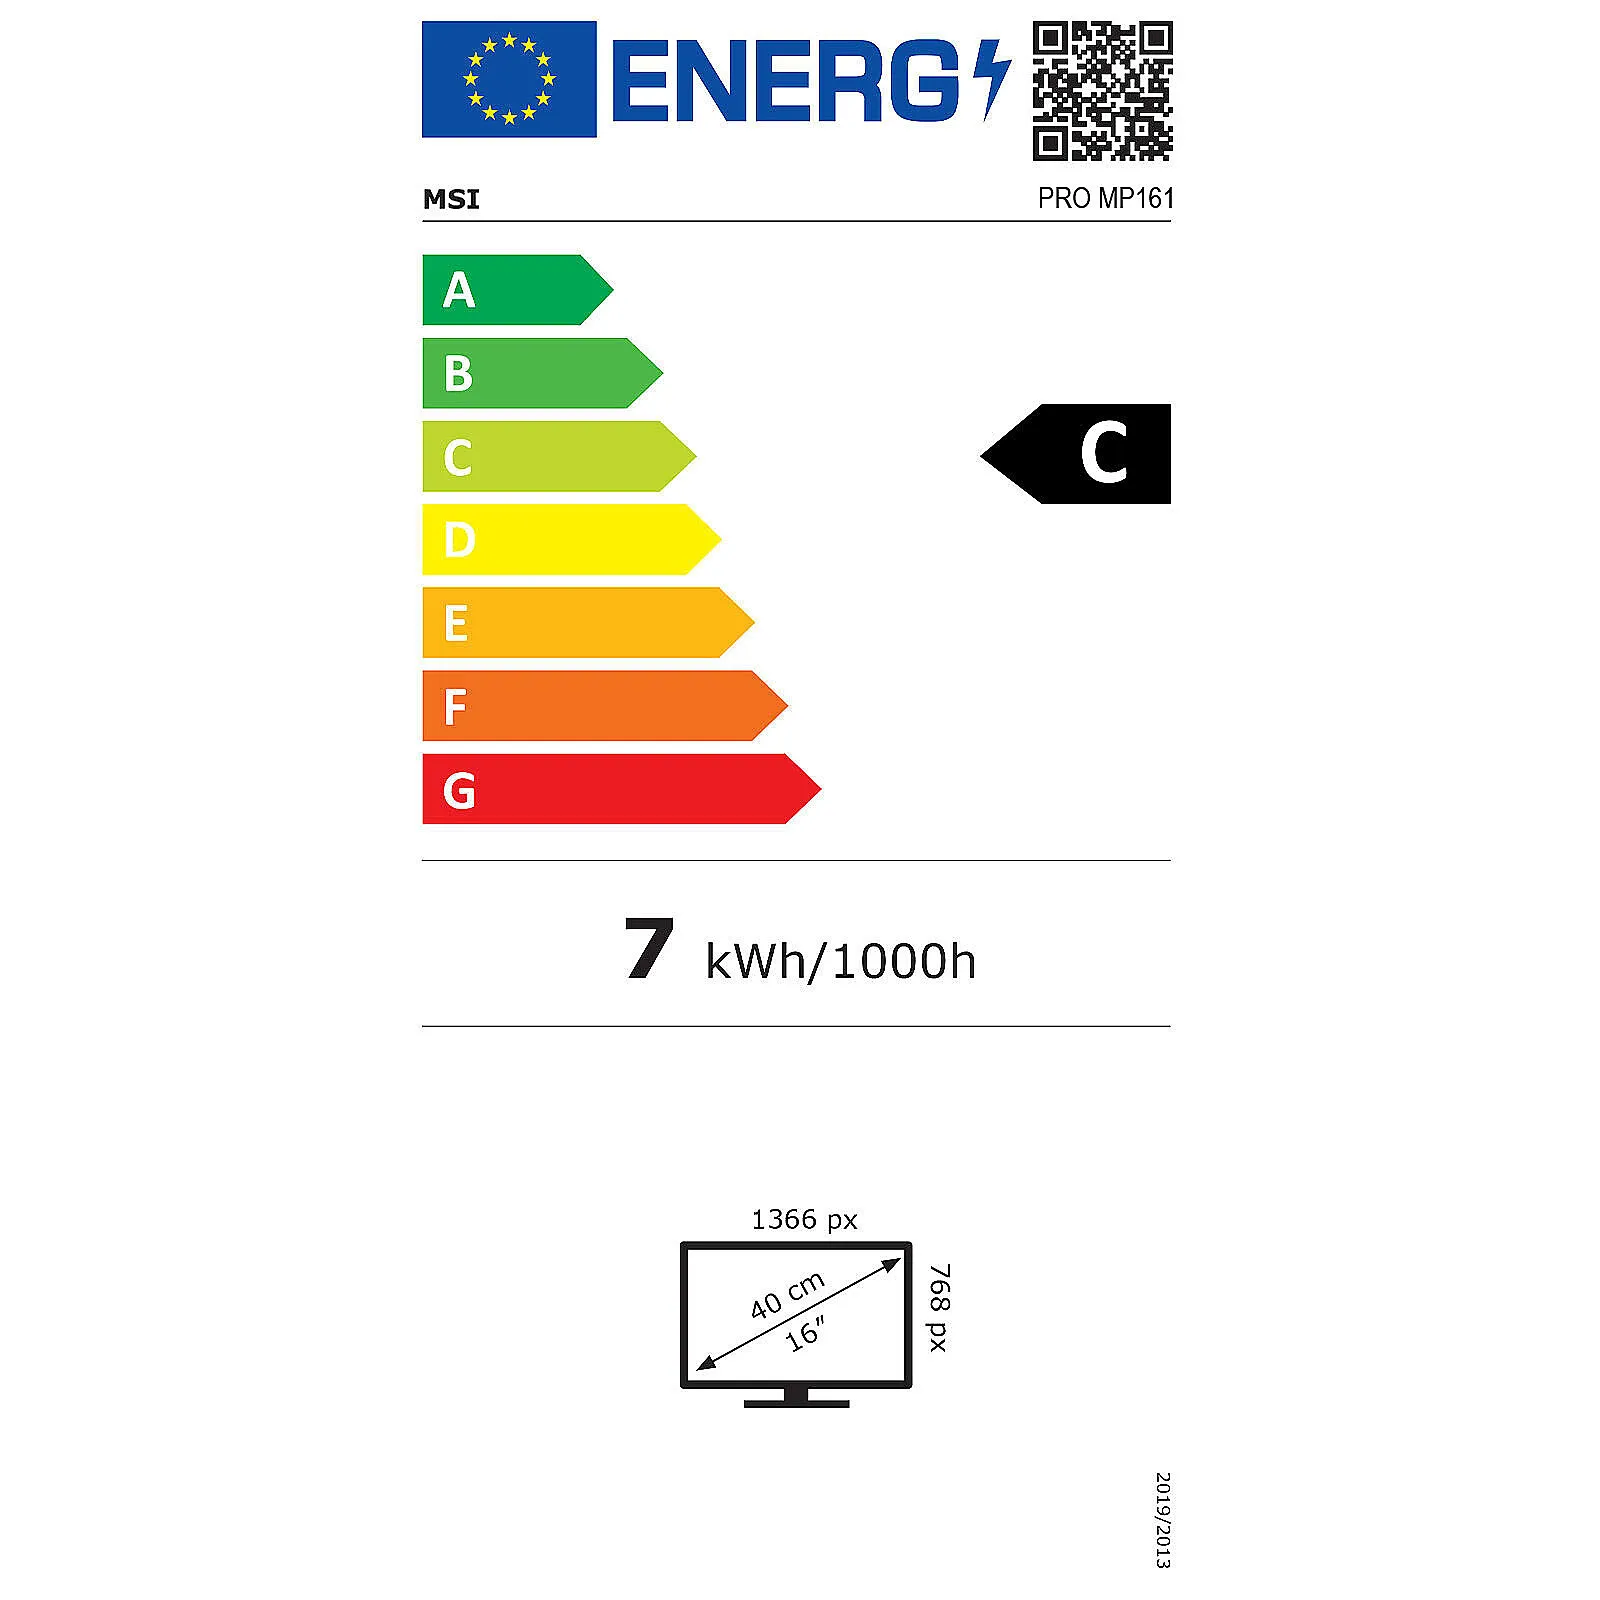 ENERG
MSI
PRO MP161
A
B
C
C
D
E
F
G
7 kWh/1000h
1366 px
768 px
40 cm
16"
2019/2013